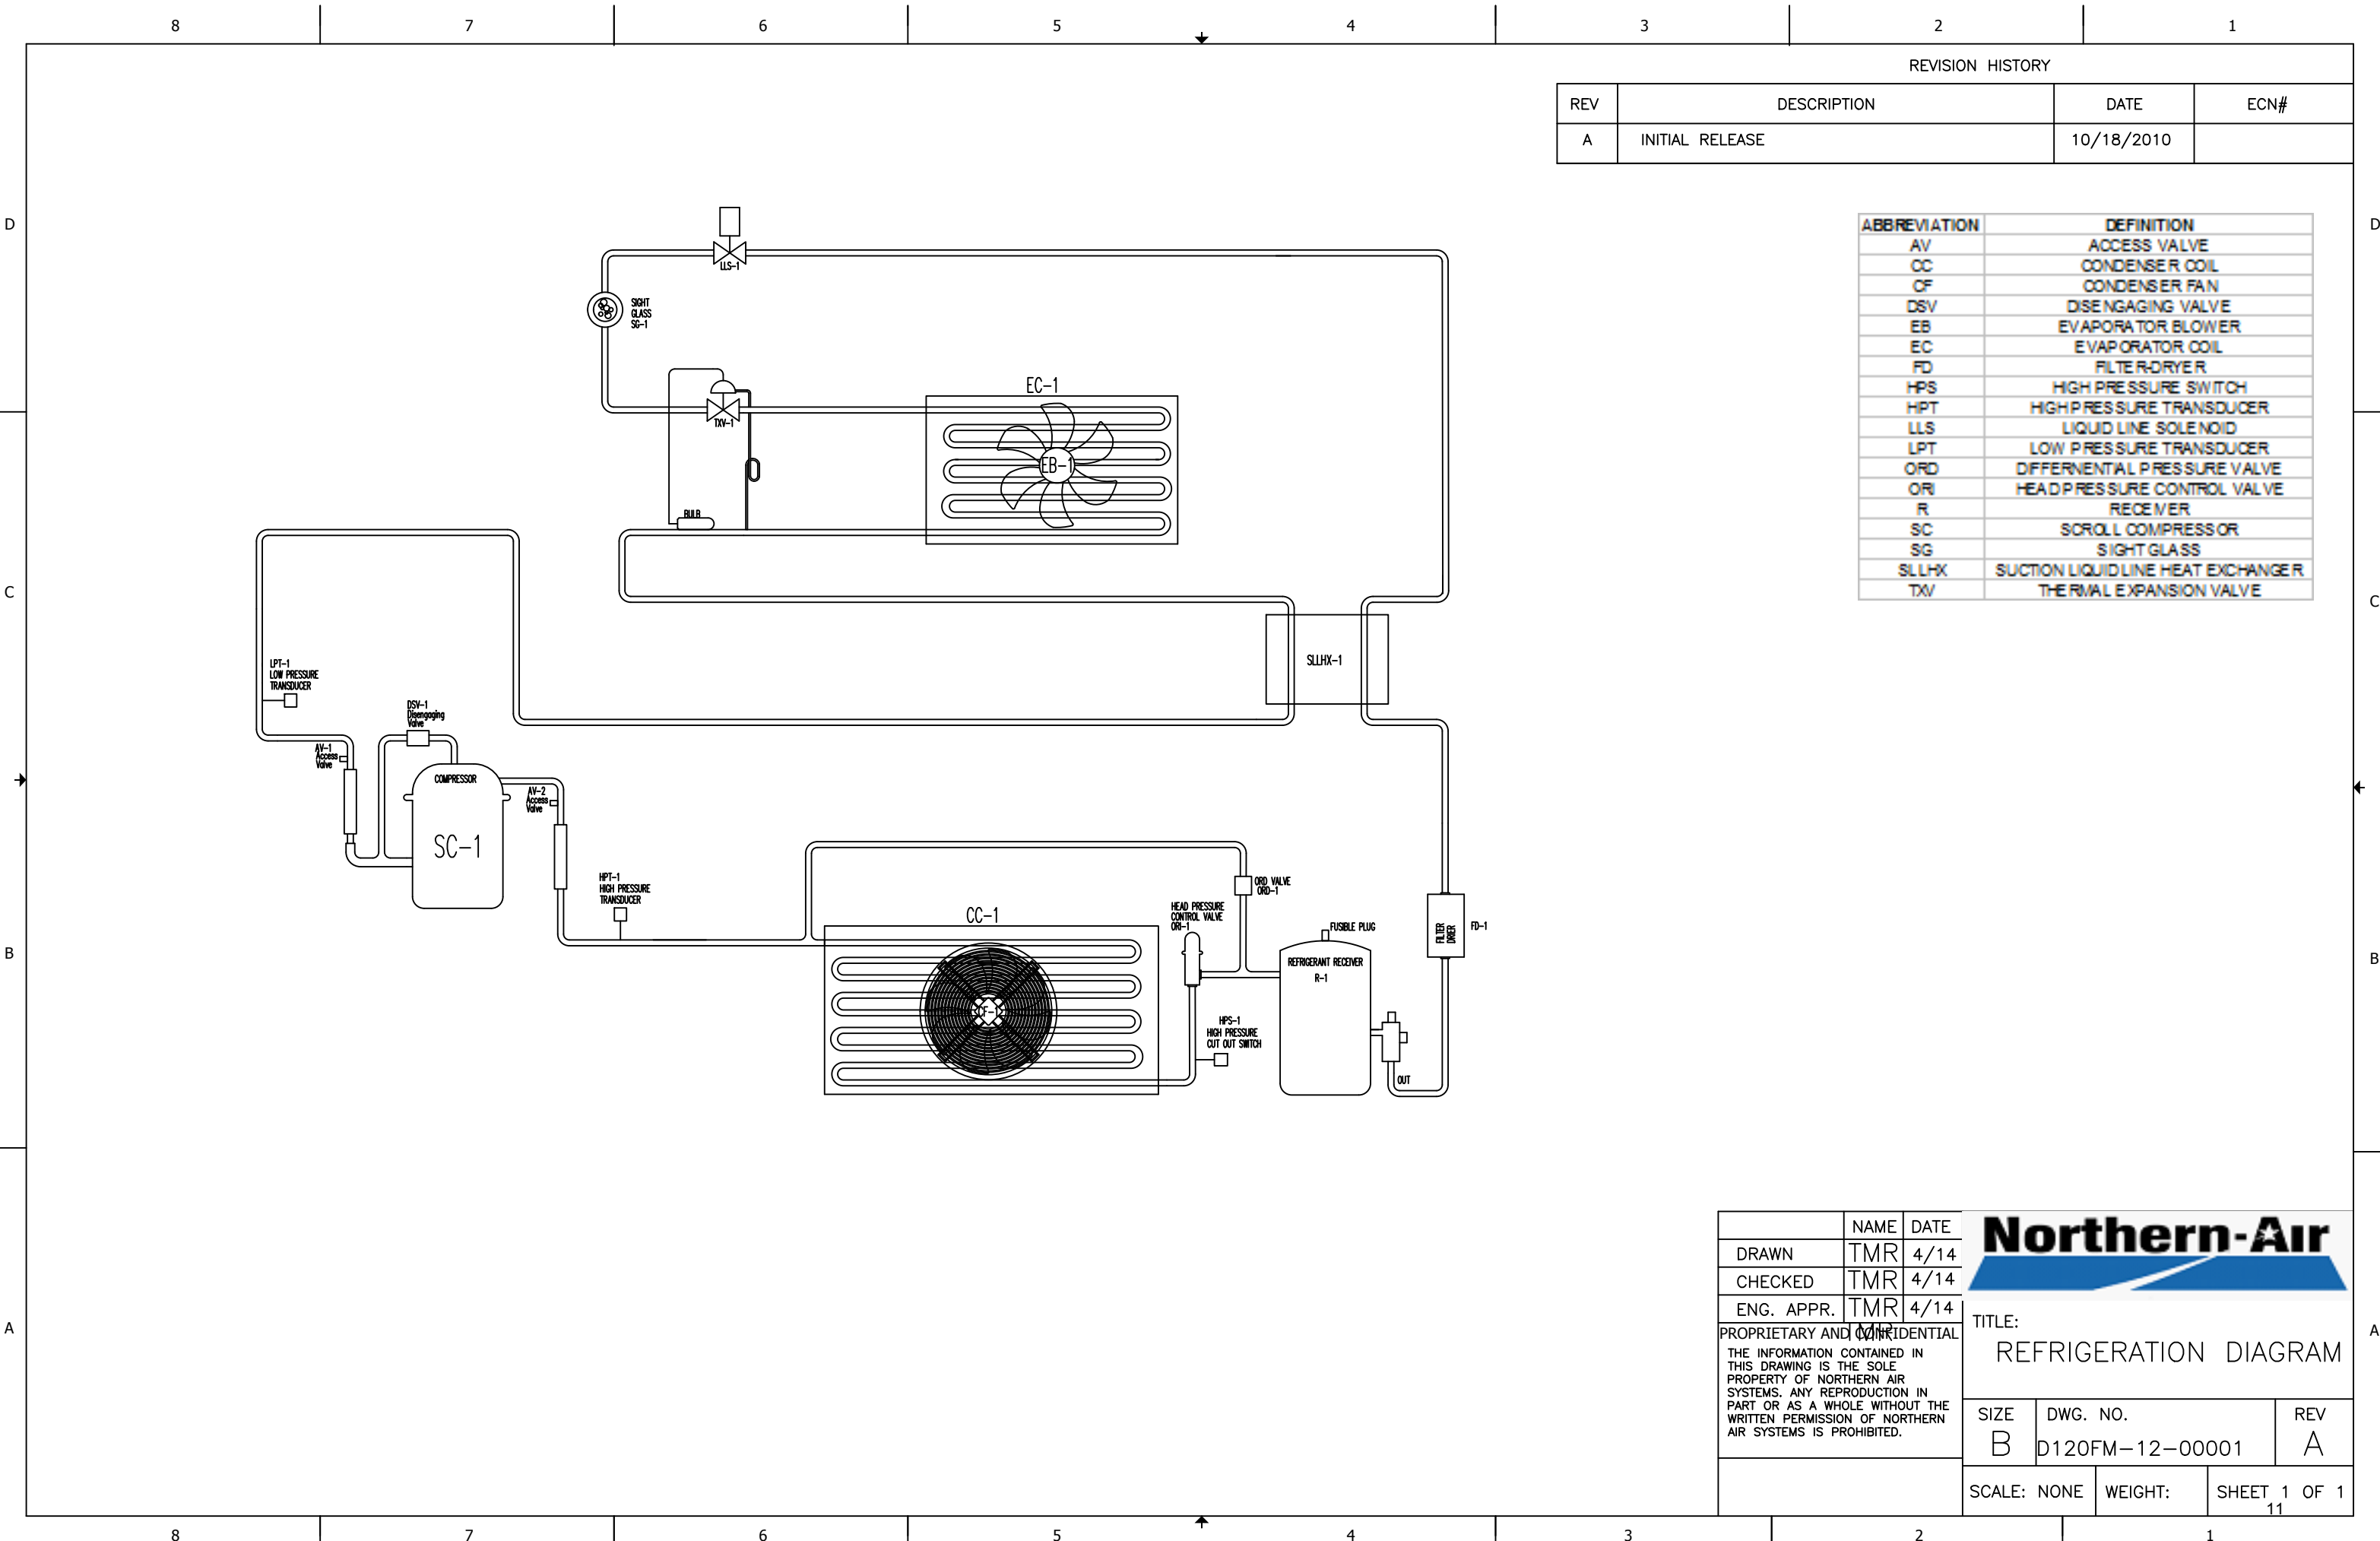 8 7 6 5 4 3 2 1
REVISION HISTORY
REV DESCRIPTION DATE ECN#
A INITIAL RELEASE 10/18/2010
D D
ABBREVIATION DEFINITION
AV ACCESS VALVE
CC CONDENSER COIL
CF CONDENSER FAN
DSV DISENGAGING VALVE
EB EVAPORATOR BLOWER
EC EVAPORATOR COIL
FD FILTER-DRYER
HPS HIGH PRESSURE SWITCH
HPT HIGH PRESSURE TRANSDUCER
LLS LIQUID LINE SOLENOID
LPT LOW PRESSURE TRANSDUCER
ORD DIFFERNENTIAL PRESSURE VALVE
ORI HEAD PRESSURE CONTROL VALVE
R RECEIVER
SC SCROLL COMPRESSOR
SG SIGHT GLASS
SLLHX SUCTION LIQUID LINE HEAT EXCHANGER
TXV THERMAL EXPANSION VALVE
LLS-1
SIGHT
GLASS
SG-1
TXV-1
EC-1
EB-1
BULB
C C
SLLHX-1
LPT-1
LOW PRESSURE
TRANSDUCER
DSV-1
Disengaging
Valve
AV-1
Access
Valve
COMPRESSOR
SC-1
AV-2
Access
Valve
HPT-1
HIGH PRESSURE
TRANSDUCER
CC-1
CF-1
HEAD PRESSURE
CONTROL VALVE
ORI-1
ORD VALVE
ORD-1
FUSIBLE PLUG
REFRIGERANT RECEIVER
R-1
FILTER
DRIER
FD-1
HPS-1
HIGH PRESSURE
CUT OUT SWITCH
OUT
B B
A A
NAME DATE
DRAWN TMR 4/14
CHECKED TMR 4/14
ENG. APPR. TMR 4/14
TMR
PROPRIETARY AND CONFIDENTIAL
THE INFORMATION CONTAINED IN
THIS DRAWING IS THE SOLE
PROPERTY OF NORTHERN AIR
SYSTEMS. ANY REPRODUCTION IN
PART OR AS A WHOLE WITHOUT THE
WRITTEN PERMISSION OF NORTHERN
AIR SYSTEMS IS PROHIBITED.
Northern-Air
TITLE:
REFRIGERATION DIAGRAM
SIZE DWG. NO. REV
B D120FM-12-00001 A
SCALE: NONE WEIGHT: SHEET 1 OF 1
11
8 7 6 5 4 3 2 1